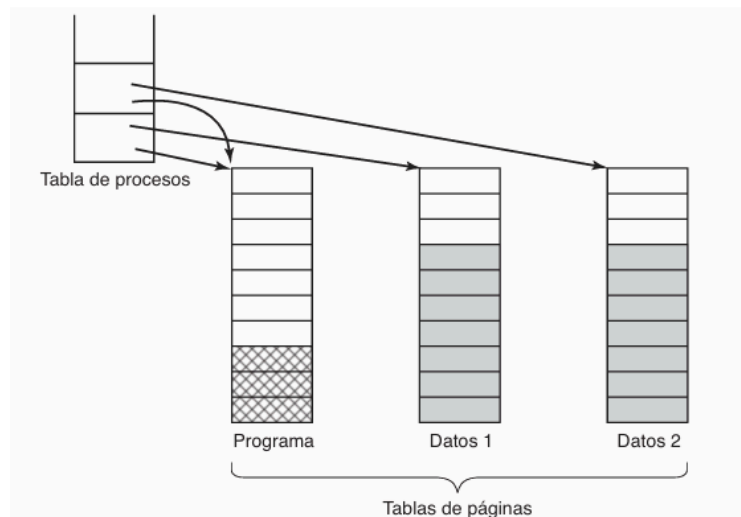 Tabla de procesos
Programa
Datos 1
Datos 2
Tablas de páginas